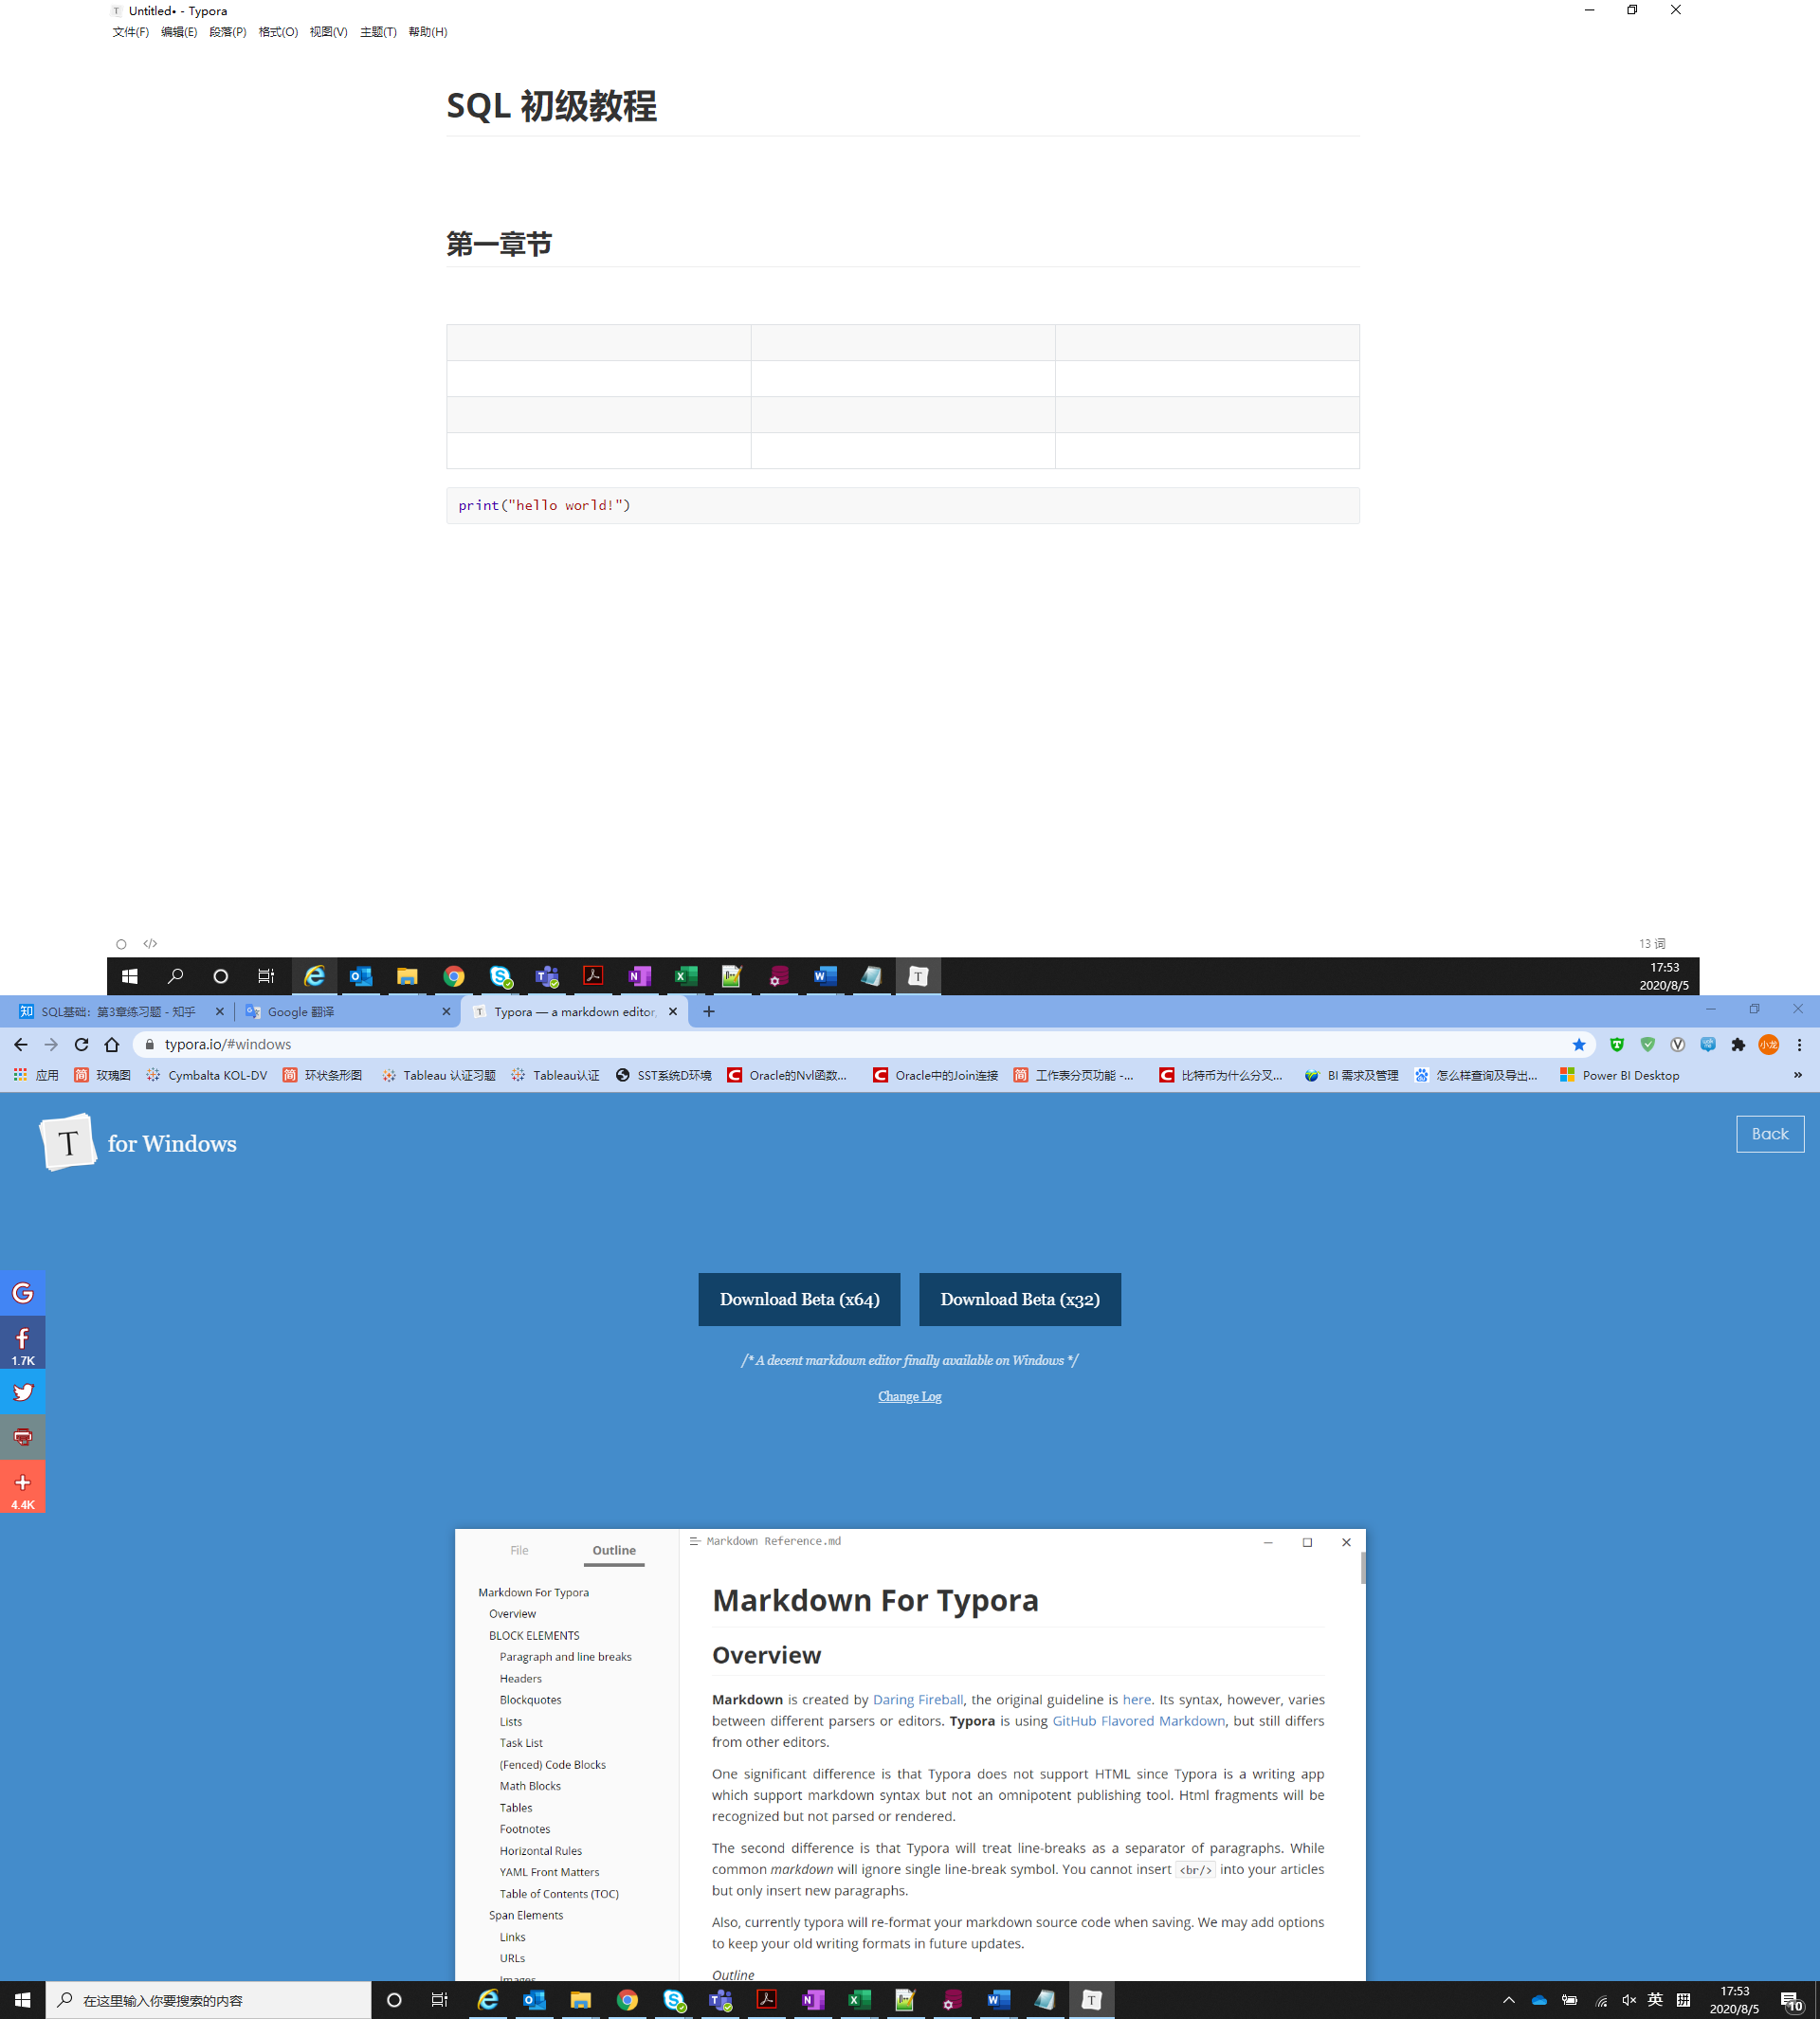 Untitled• - Typora
文件(F) 编辑(E) 段落(P) 格式(O) 视图(V) 主题(T) 帮助(H)
SQL 初级教程
第一章节
print("hello world!")
</> 13 词
17:53
2020/8/5
SQL基础：第3章练习题 - 知乎 Google 翻译 Typora — a markdown editor,
typora.io/#windows
应用 玫瑰图 Cymbalta KOL-DV 环状条形图 Tableau 认证习题 Tableau认证 SST系统D环境 Oracle的Nvl函数... Oracle中的Join连接 工作表分页功能 -... 比特币为什么分叉... BI 需求及管理 怎么样查询及导出... Power BI Desktop »
T for Windows
Back
Download Beta (x64) Download Beta (x32)
/* A decent markdown editor finally available on Windows */
Change Log
1.7K
4.4K
File Outline
Markdown Reference.md
Markdown For Typora
Overview
BLOCK ELEMENTS
Paragraph and line breaks
Headers
Blockquotes
Lists
Task List
(Fenced) Code Blocks
Math Blocks
Tables
Footnotes
Horizontal Rules
YAML Front Matters
Table of Contents (TOC)
Span Elements
Links
URLs
Images
Markdown For Typora
Overview
Markdown is created by Daring Fireball, the original guideline is here. Its syntax, however, varies
between different parsers or editors. Typora is using GitHub Flavored Markdown, but still differs
from other editors.
One significant difference is that Typora does not support HTML since Typora is a writing app
which support markdown syntax but not an omnipotent publishing tool. Html fragments will be
recognized but not parsed or rendered.
The second difference is that Typora will treat line-breaks as a separator of paragraphs. While
common markdown will ignore single line-break symbol. You cannot insert <br/> into your articles
but only insert new paragraphs.
Also, currently typora will re-format your markdown source code when saving. We may add options
to keep your old writing formats in future updates.
Outline
在这里输入你要搜索的内容
英 拼
17:53
2020/8/5
10